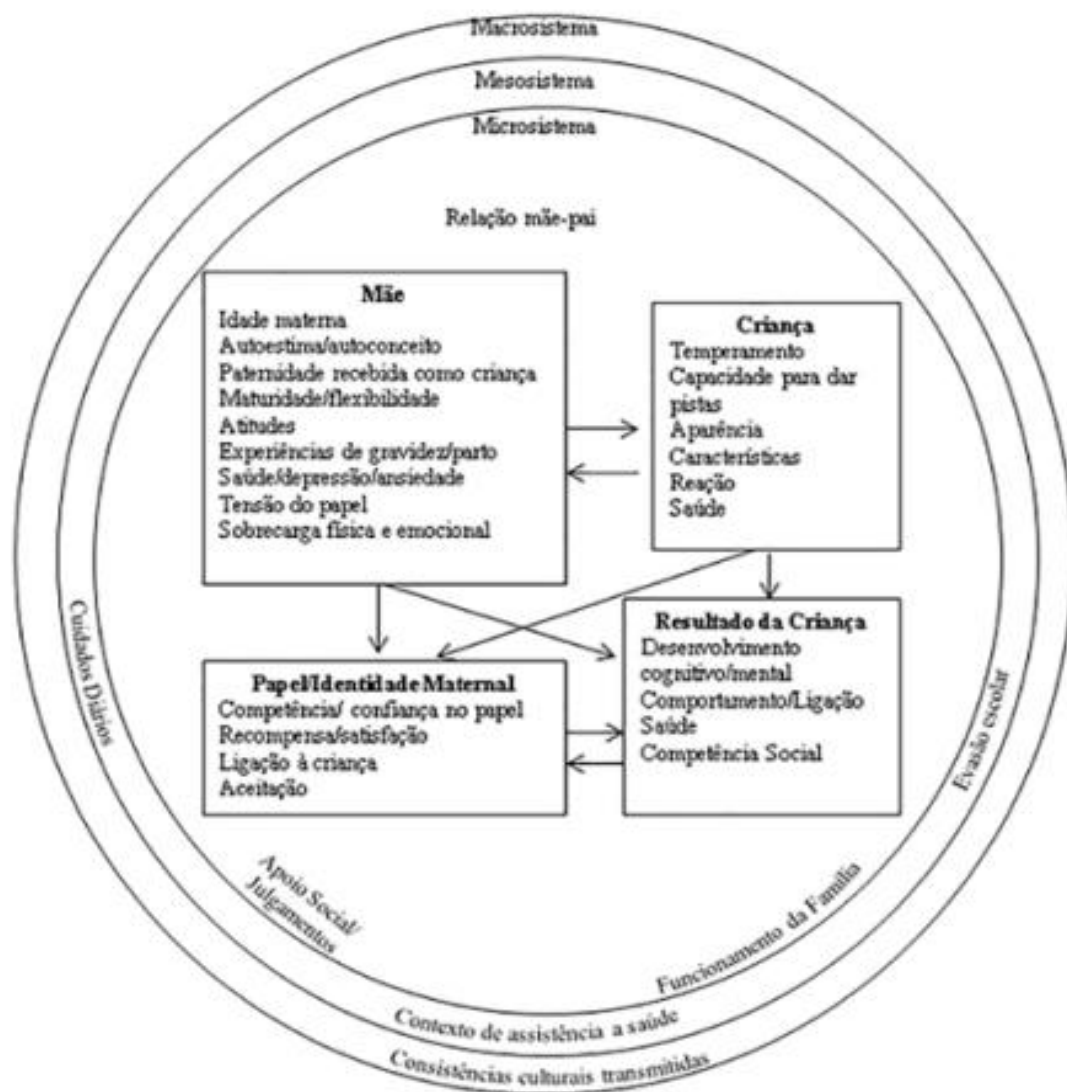 Macrosistema
Mesosistema
Microsistema
Relação mãe-pai
Mãe
Idade materna
Autoestima/autoconceito
Paternidade recebida como criança
Maturidade/flexibilidade
Atitudes
Experiências de gravidez/parto
Saúde/depressão/ansiedade
Tensão do papel
Sobrecarga física e emocional
Criança
Temperamento
Capacidade para dar
pistas
Aparência
Características
Reação
Saúde
Papel/Identidade Maternal
Competência/ confiança no papel
Recompensa/satisfação
Ligação à criança
Aceitação
Resultado da Criança
Desenvolvimento
cognitivo/mental
Comportamento/Ligação
Saúde
Competência Social
Cuidados Diários
Evasão escolar
Apoio Social/
Julgamentos
Funcionamento da Família
Contexto de assistência a saúde
Consistências culturais transmitidas